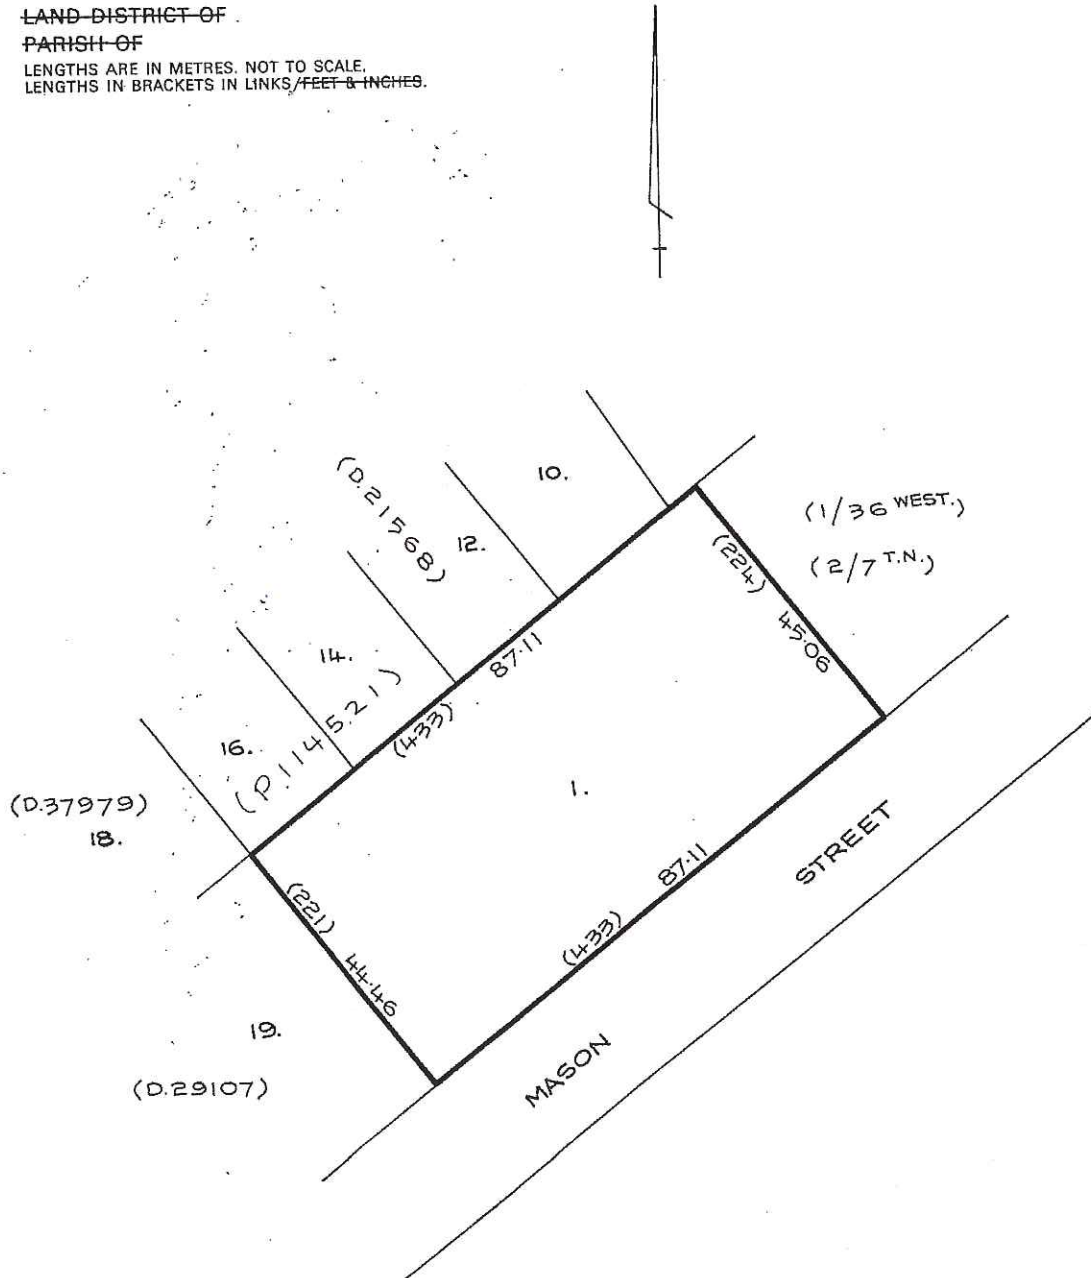 LAND DISTRICT OF
PARISH OF
LENGTHS ARE IN METRES. NOT TO SCALE.
LENGTHS IN BRACKETS IN LINKS/FEET & INCHES.
10.
(D.21568)
12.
(1/36 WEST.)
(2/7 T.N.)
(224)
45·06
14.
87·11
(433)
16.
(P.114521)
(D.37979)
18.
1.
(221)
44·46
87·11
(433)
19.
(D.29107)
MASON STREET